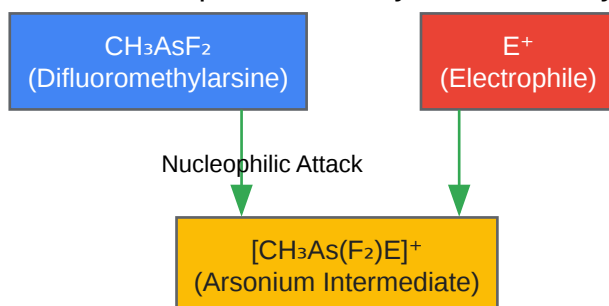 CH₃AsF₂
(Difluoromethylarsine)
E⁺
(Electrophile)
Nucleophilic Attack
[CH₃As(F₂)E]⁺
(Arsonium Intermediate)